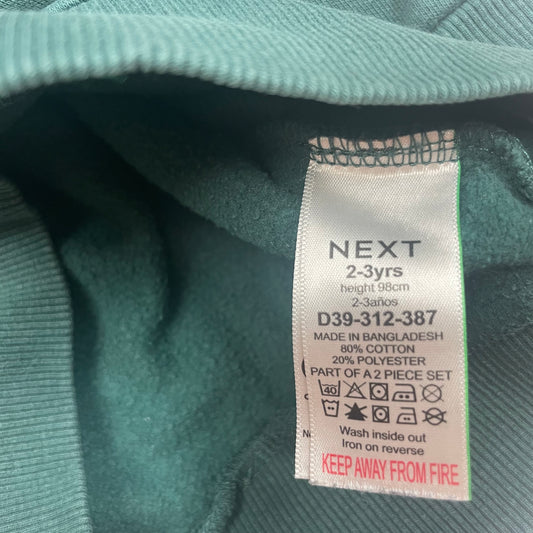 NEXT
2-3yrs
height 98cm
2-3años
D39-312-387
MADE IN BANGLADESH
80% COTTON
20% POLYESTER
PART OF A 2 PIECE SET
40
Wash inside out
Iron on reverse
KEEP AWAY FROM FIRE